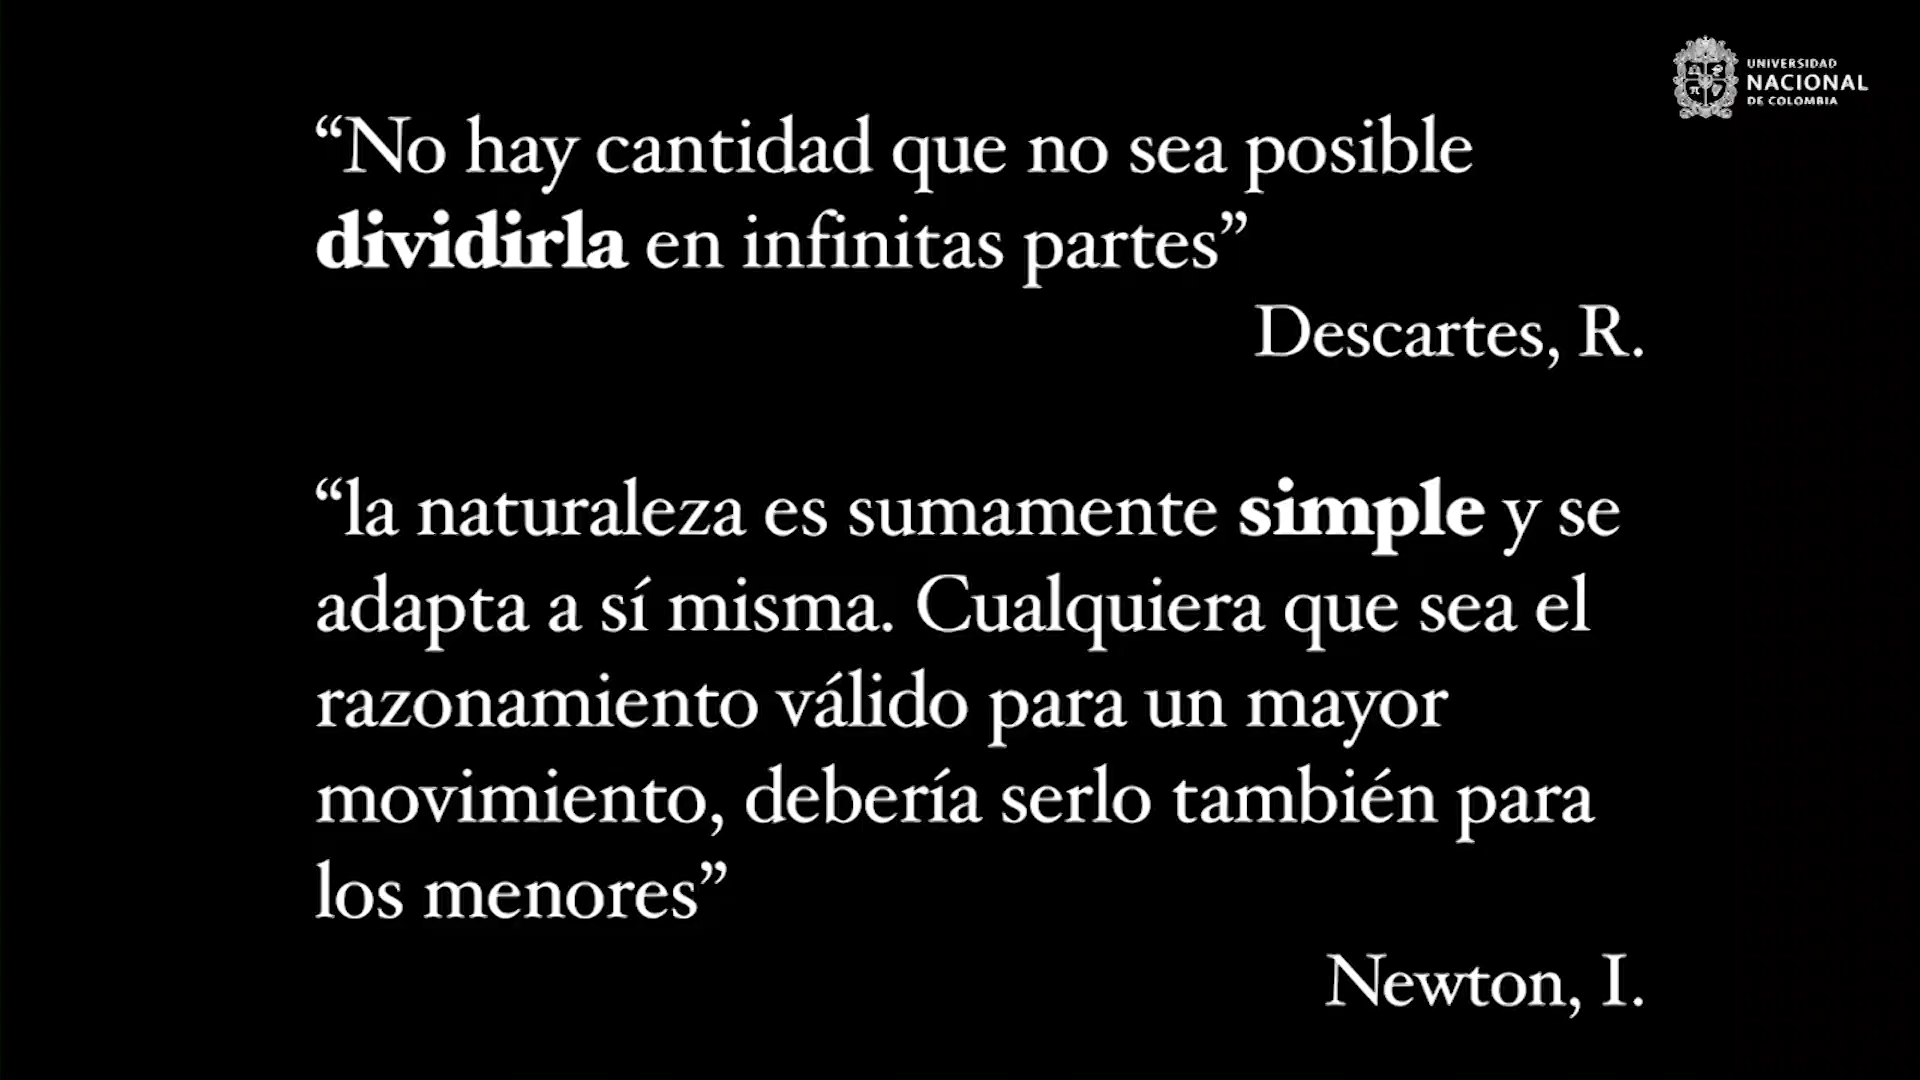 UNIVERSIDAD
NACIONAL
DE COLOMBIA
“No hay cantidad que no sea posible
dividirla en infinitas partes”
Descartes, R.
“la naturaleza es sumamente simple y se
adapta a sí misma. Cualquiera que sea el
razonamiento válido para un mayor
movimiento, debería serlo también para
los menores”
Newton, I.